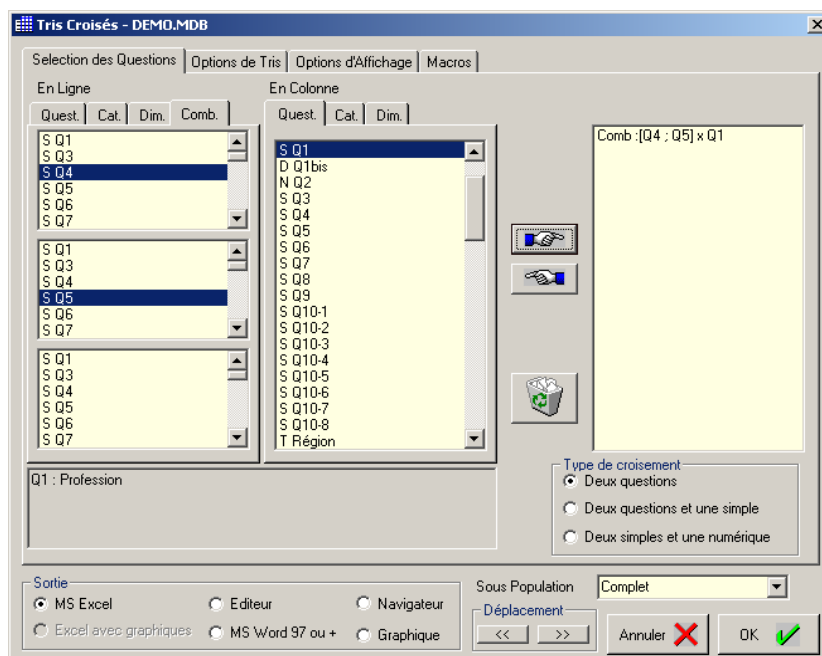 Tris Croisés - DEMO.MDB
Selection des Questions
Options de Tris
Options d'Affichage
Macros
En Ligne
Quest.
Cat.
Dim.
Comb.
S Q1
S Q3
S Q4
S Q5
S Q6
S Q7
S Q1
S Q3
S Q4
S Q5
S Q6
S Q7
S Q1
S Q3
S Q4
S Q5
S Q6
S Q7
En Colonne
Quest.
Cat.
Dim.
S Q1
D Q1bis
N Q2
S Q3
S Q4
S Q5
S Q6
S Q7
S Q8
S Q9
S Q10-1
S Q10-2
S Q10-3
S Q10-4
S Q10-5
S Q10-6
S Q10-7
S Q10-8
T Région
Comb :[Q4 ; Q5] x Q1
Q1 : Profession
Type de croisement
Deux questions
Deux questions et une simple
Deux simples et une numérique
Sortie
MS Excel
Editeur
Navigateur
Excel avec graphiques
MS Word 97 ou +
Graphique
Sous Population
Complet
Déplacement
<<
>>
Annuler
OK